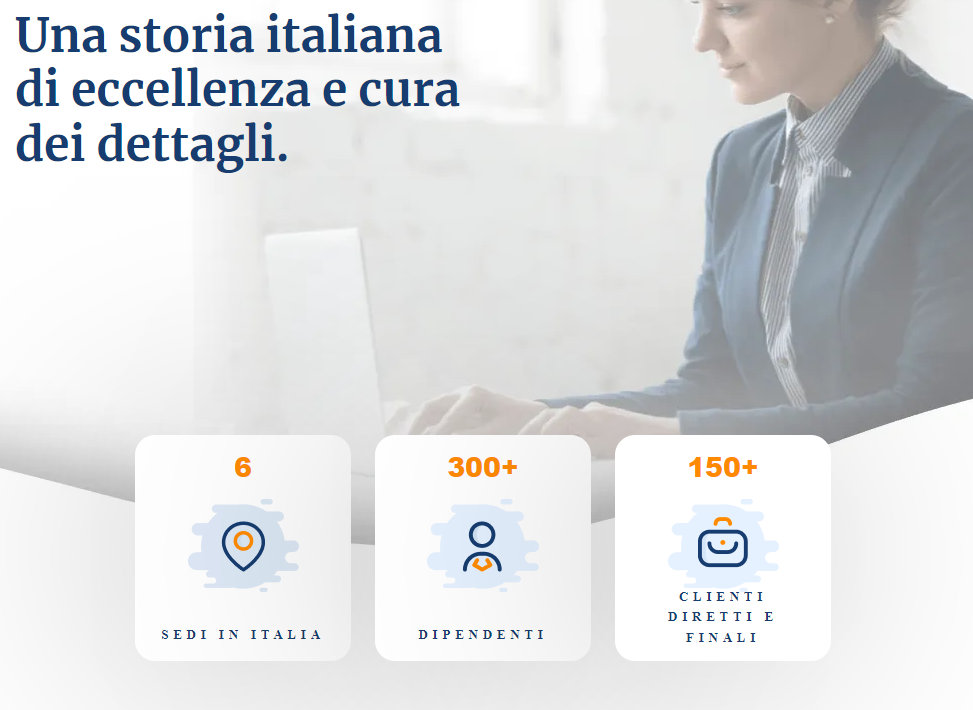 Una storia italiana
di eccellenza e cura
dei dettagli.
6
SEDI IN ITALIA
300+
DIPENDENTI
150+
CLIENTI
DIRETTI E
FINALI